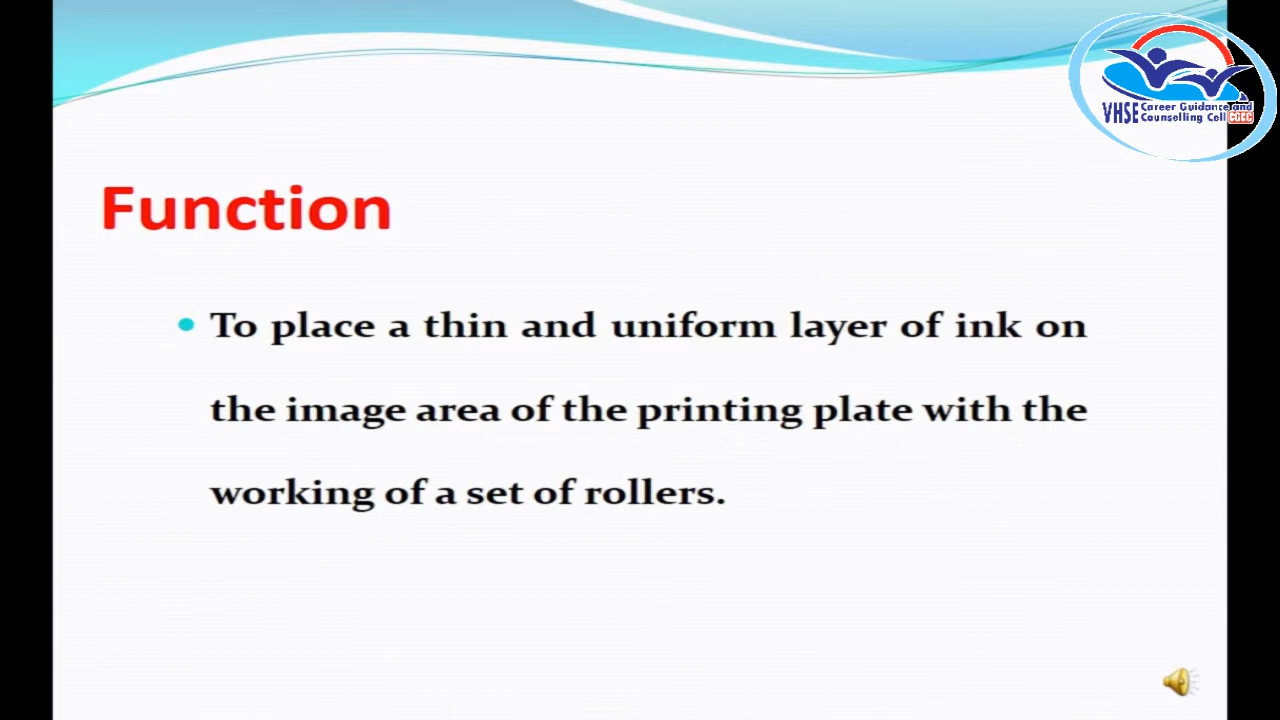 VHSE Career Guidance and
Counselling Cell CGCC
Function
To place a thin and uniform layer of ink on
the image area of the printing plate with the
working of a set of rollers.